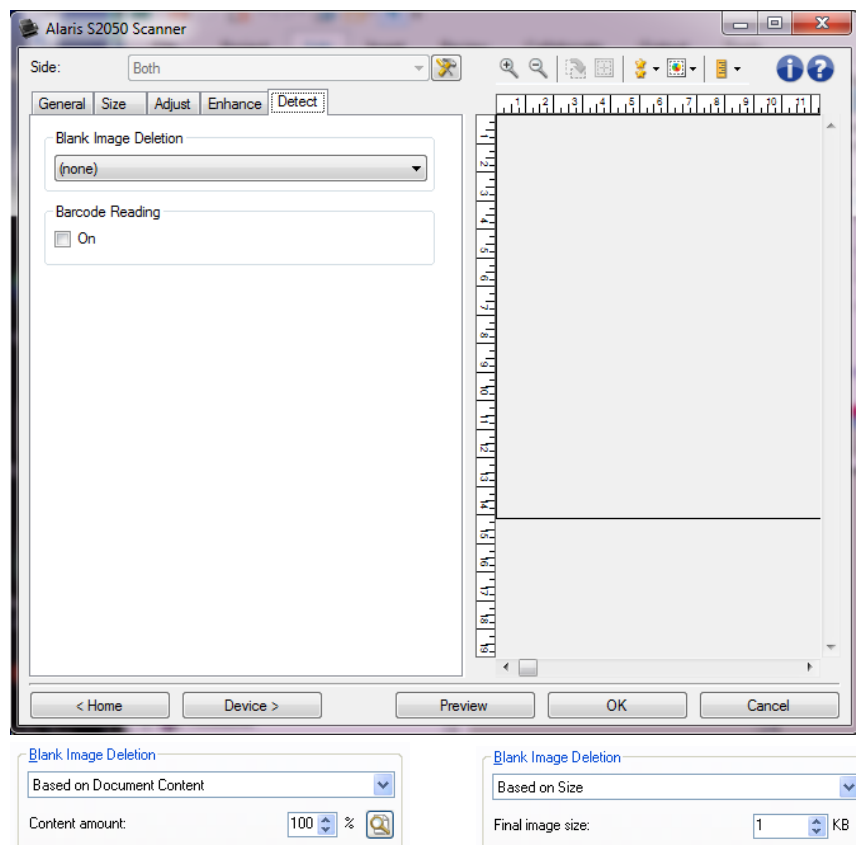 Alaris S2050 Scanner
Side: Both
General Size Adjust Enhance Detect
Blank Image Deletion
(none)
Barcode Reading
On
1 2 3 4 5 6 7 8 9 10 11
1
2
3
4
5
6
7
8
9
10
11
12
13
14
15
16
17
18
19
< Home Device > Preview OK Cancel
Blank Image Deletion
Based on Document Content
Content amount: 100 %
Blank Image Deletion
Based on Size
Final image size: 1 KB